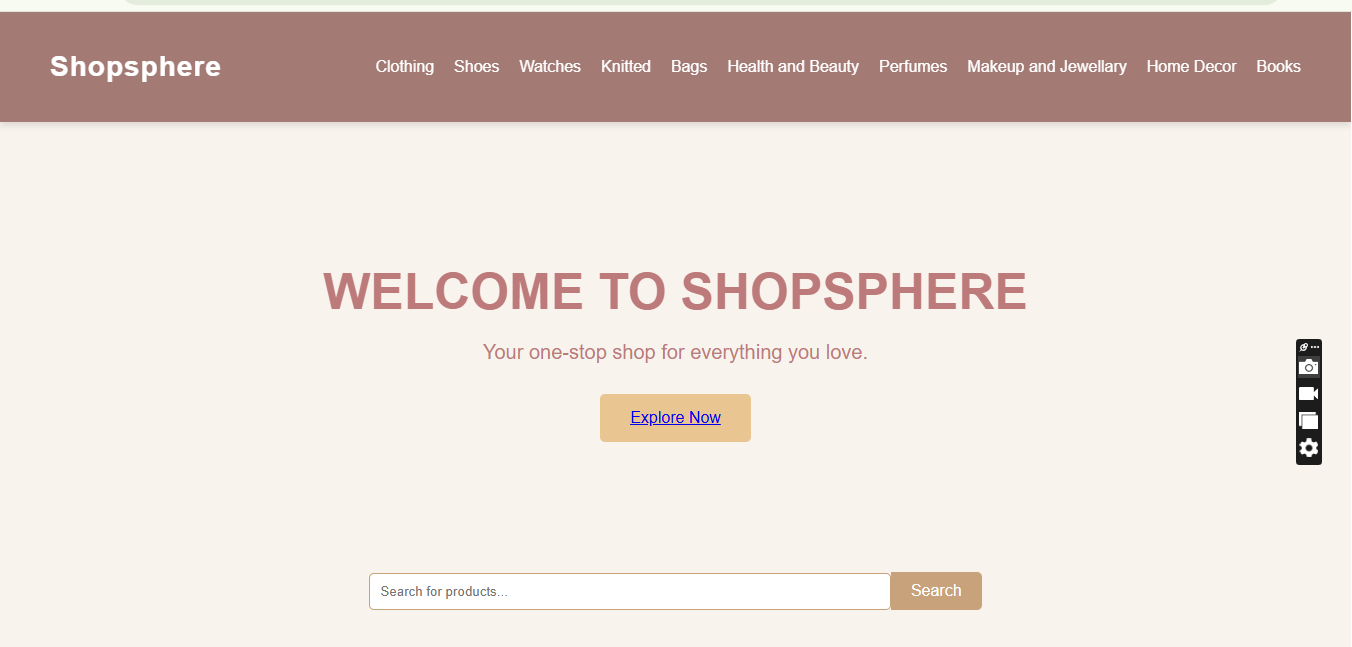 Shopsphere
Clothing Shoes Watches Knitted Bags Health and Beauty Perfumes Makeup and Jewellary Home Decor Books
WELCOME TO SHOPSPHERE
Your one-stop shop for everything you love.
Explore Now
Search for products... Search